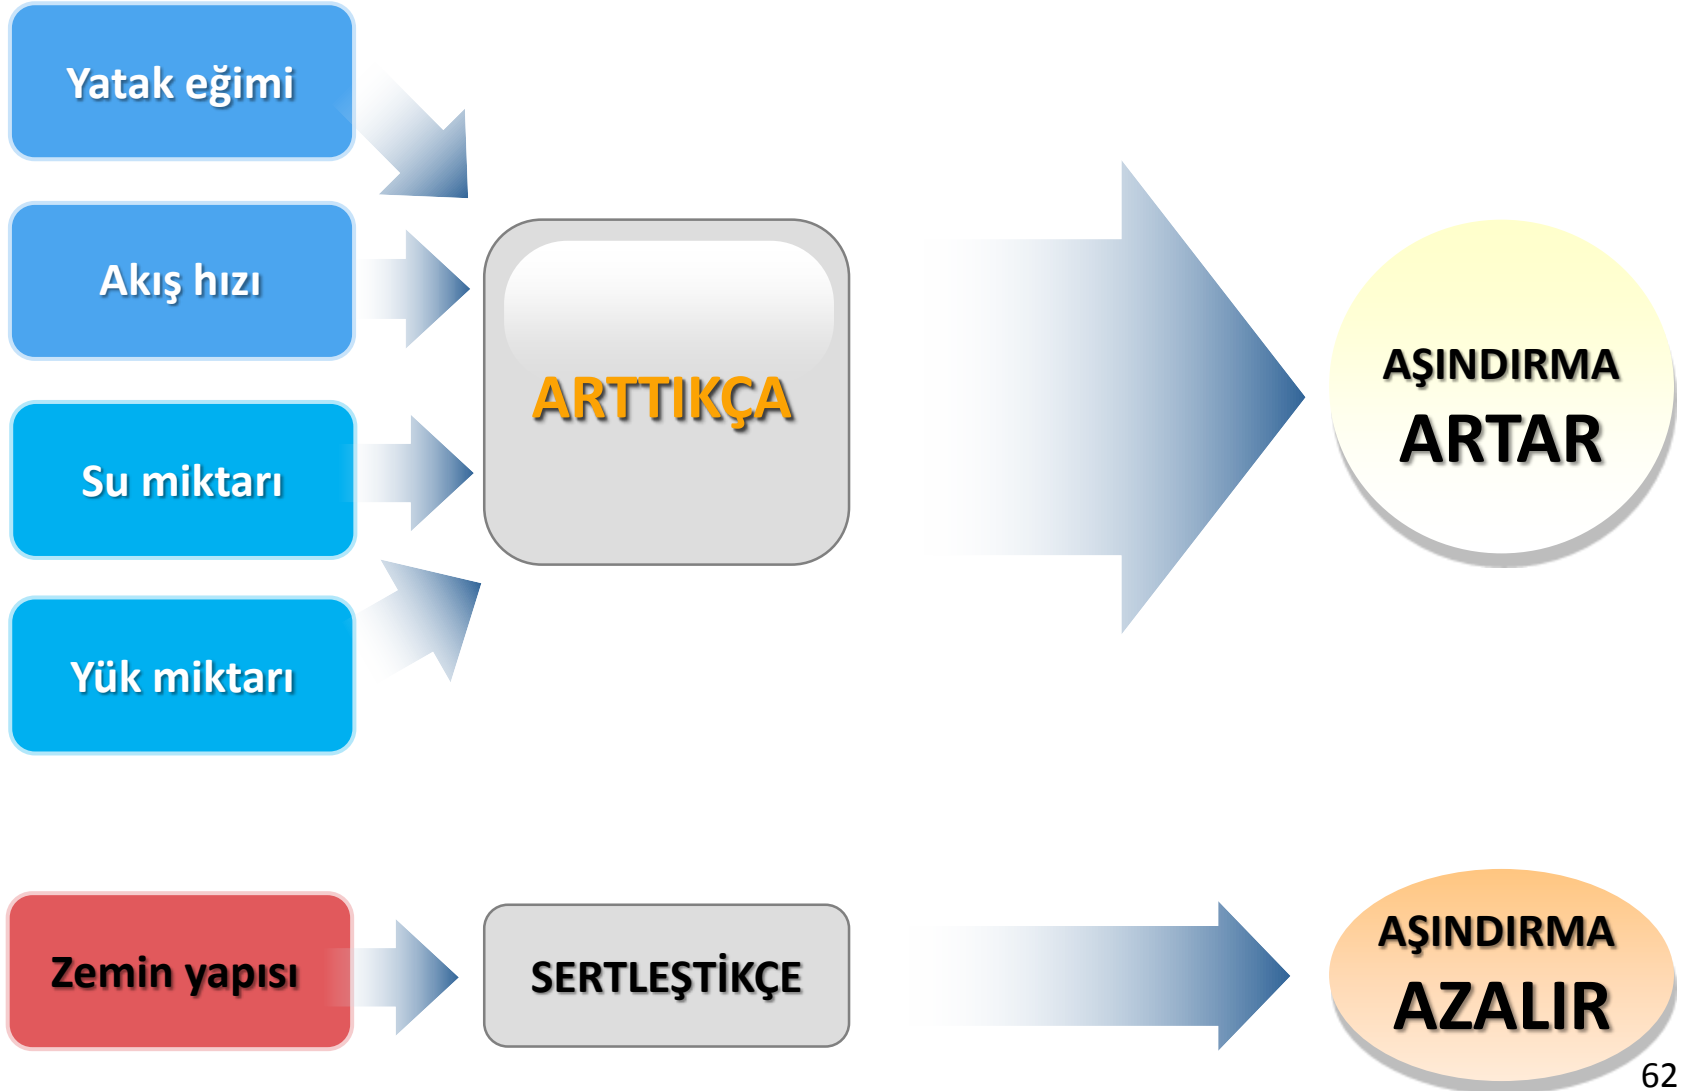 Yatak eğimi
Akış hızı
Su miktarı
Yük miktarı
ARTTIKÇA
AŞINDIRMA
ARTAR
Zemin yapısı
SERTLEŞTİKÇE
AŞINDIRMA
AZALIR
62